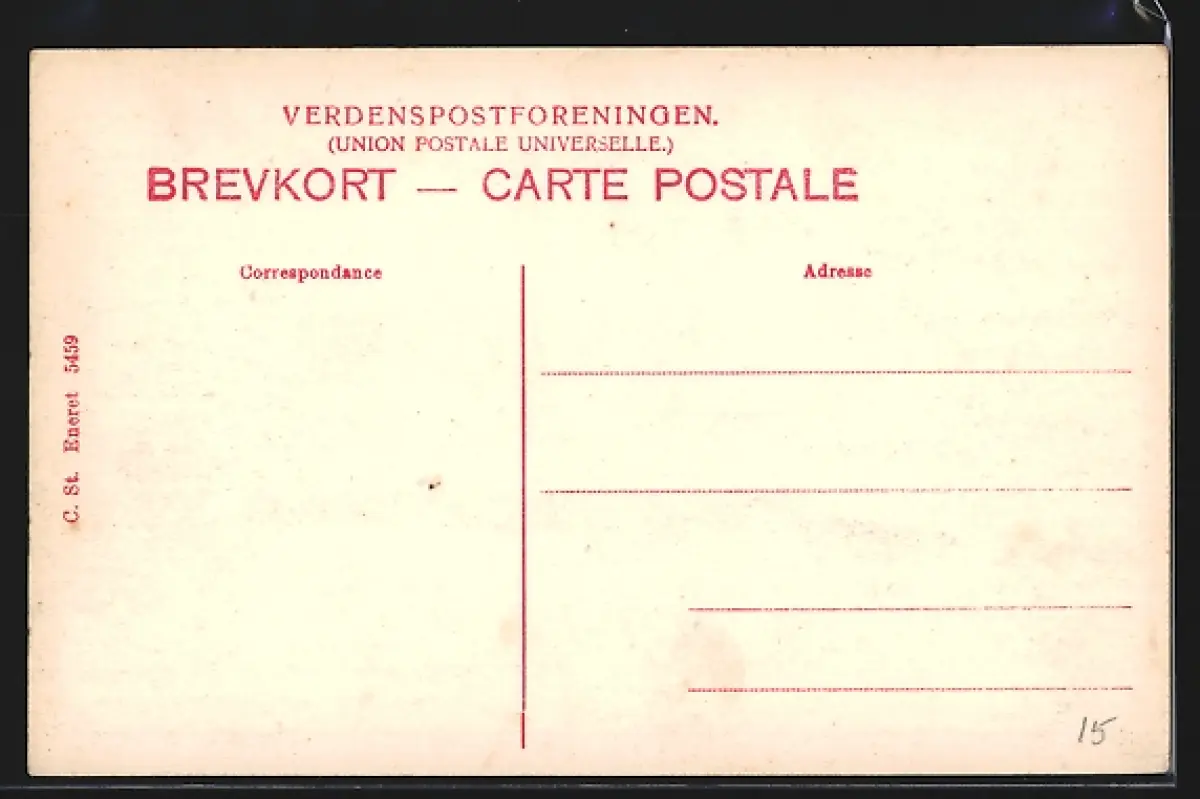 VERDENSPOSTFORENINGEN.
(UNION POSTALE UNIVERSELLE.)
BREVKORT — CARTE POSTALE
Correspondance
Adresse
C. St. Eneret 5459
15